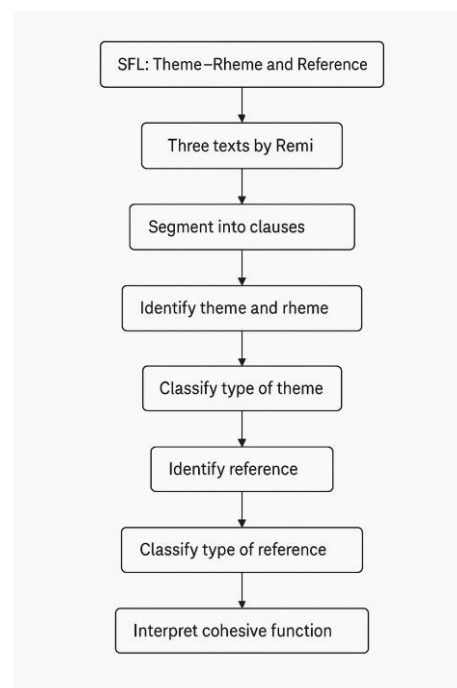 SFL: Theme–Rheme and Reference
Three texts by Remi
Segment into clauses
Identify theme and rheme
Classify type of theme
Identify reference
Classify type of reference
Interpret cohesive function